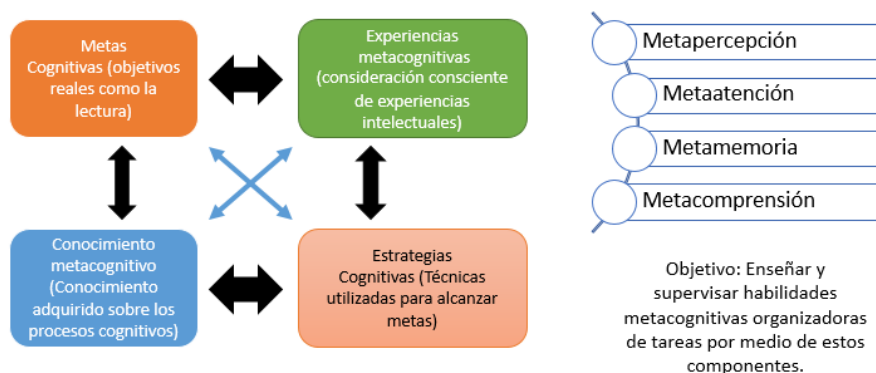 Metas
Cognitivas (objetivos
reales como la
lectura)
Experiencias
metacognitivas
(consideración consciente
de experiencias
intelectuales)
Conocimiento
metacognitivo
(Conocimiento
adquirido sobre los
procesos cognitivos)
Estrategias
Cognitivas (Técnicas
utilizadas para alcanzar
metas)
Metapercepción
Metaatención
Metamemoria
Metacomprensión
Objetivo: Enseñar y
supervisar habilidades
metacognitivas organizadoras
de tareas por medio de estos
componentes.